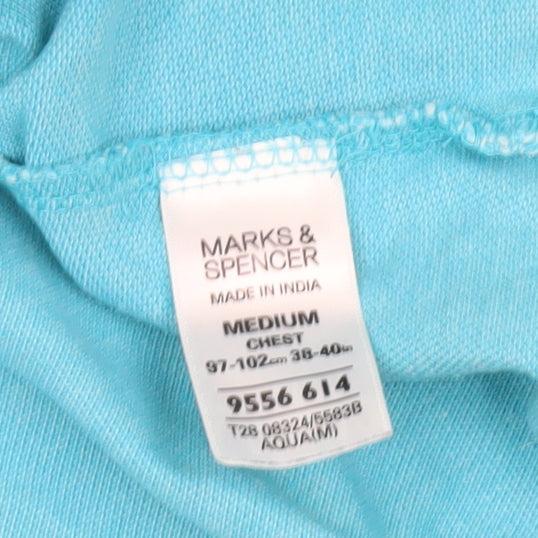 MARKS &
SPENCER
MADE IN INDIA
MEDIUM
CHEST
97-102cm 38-40in
9556 614
T28 08324/5583B
AQUA(M)